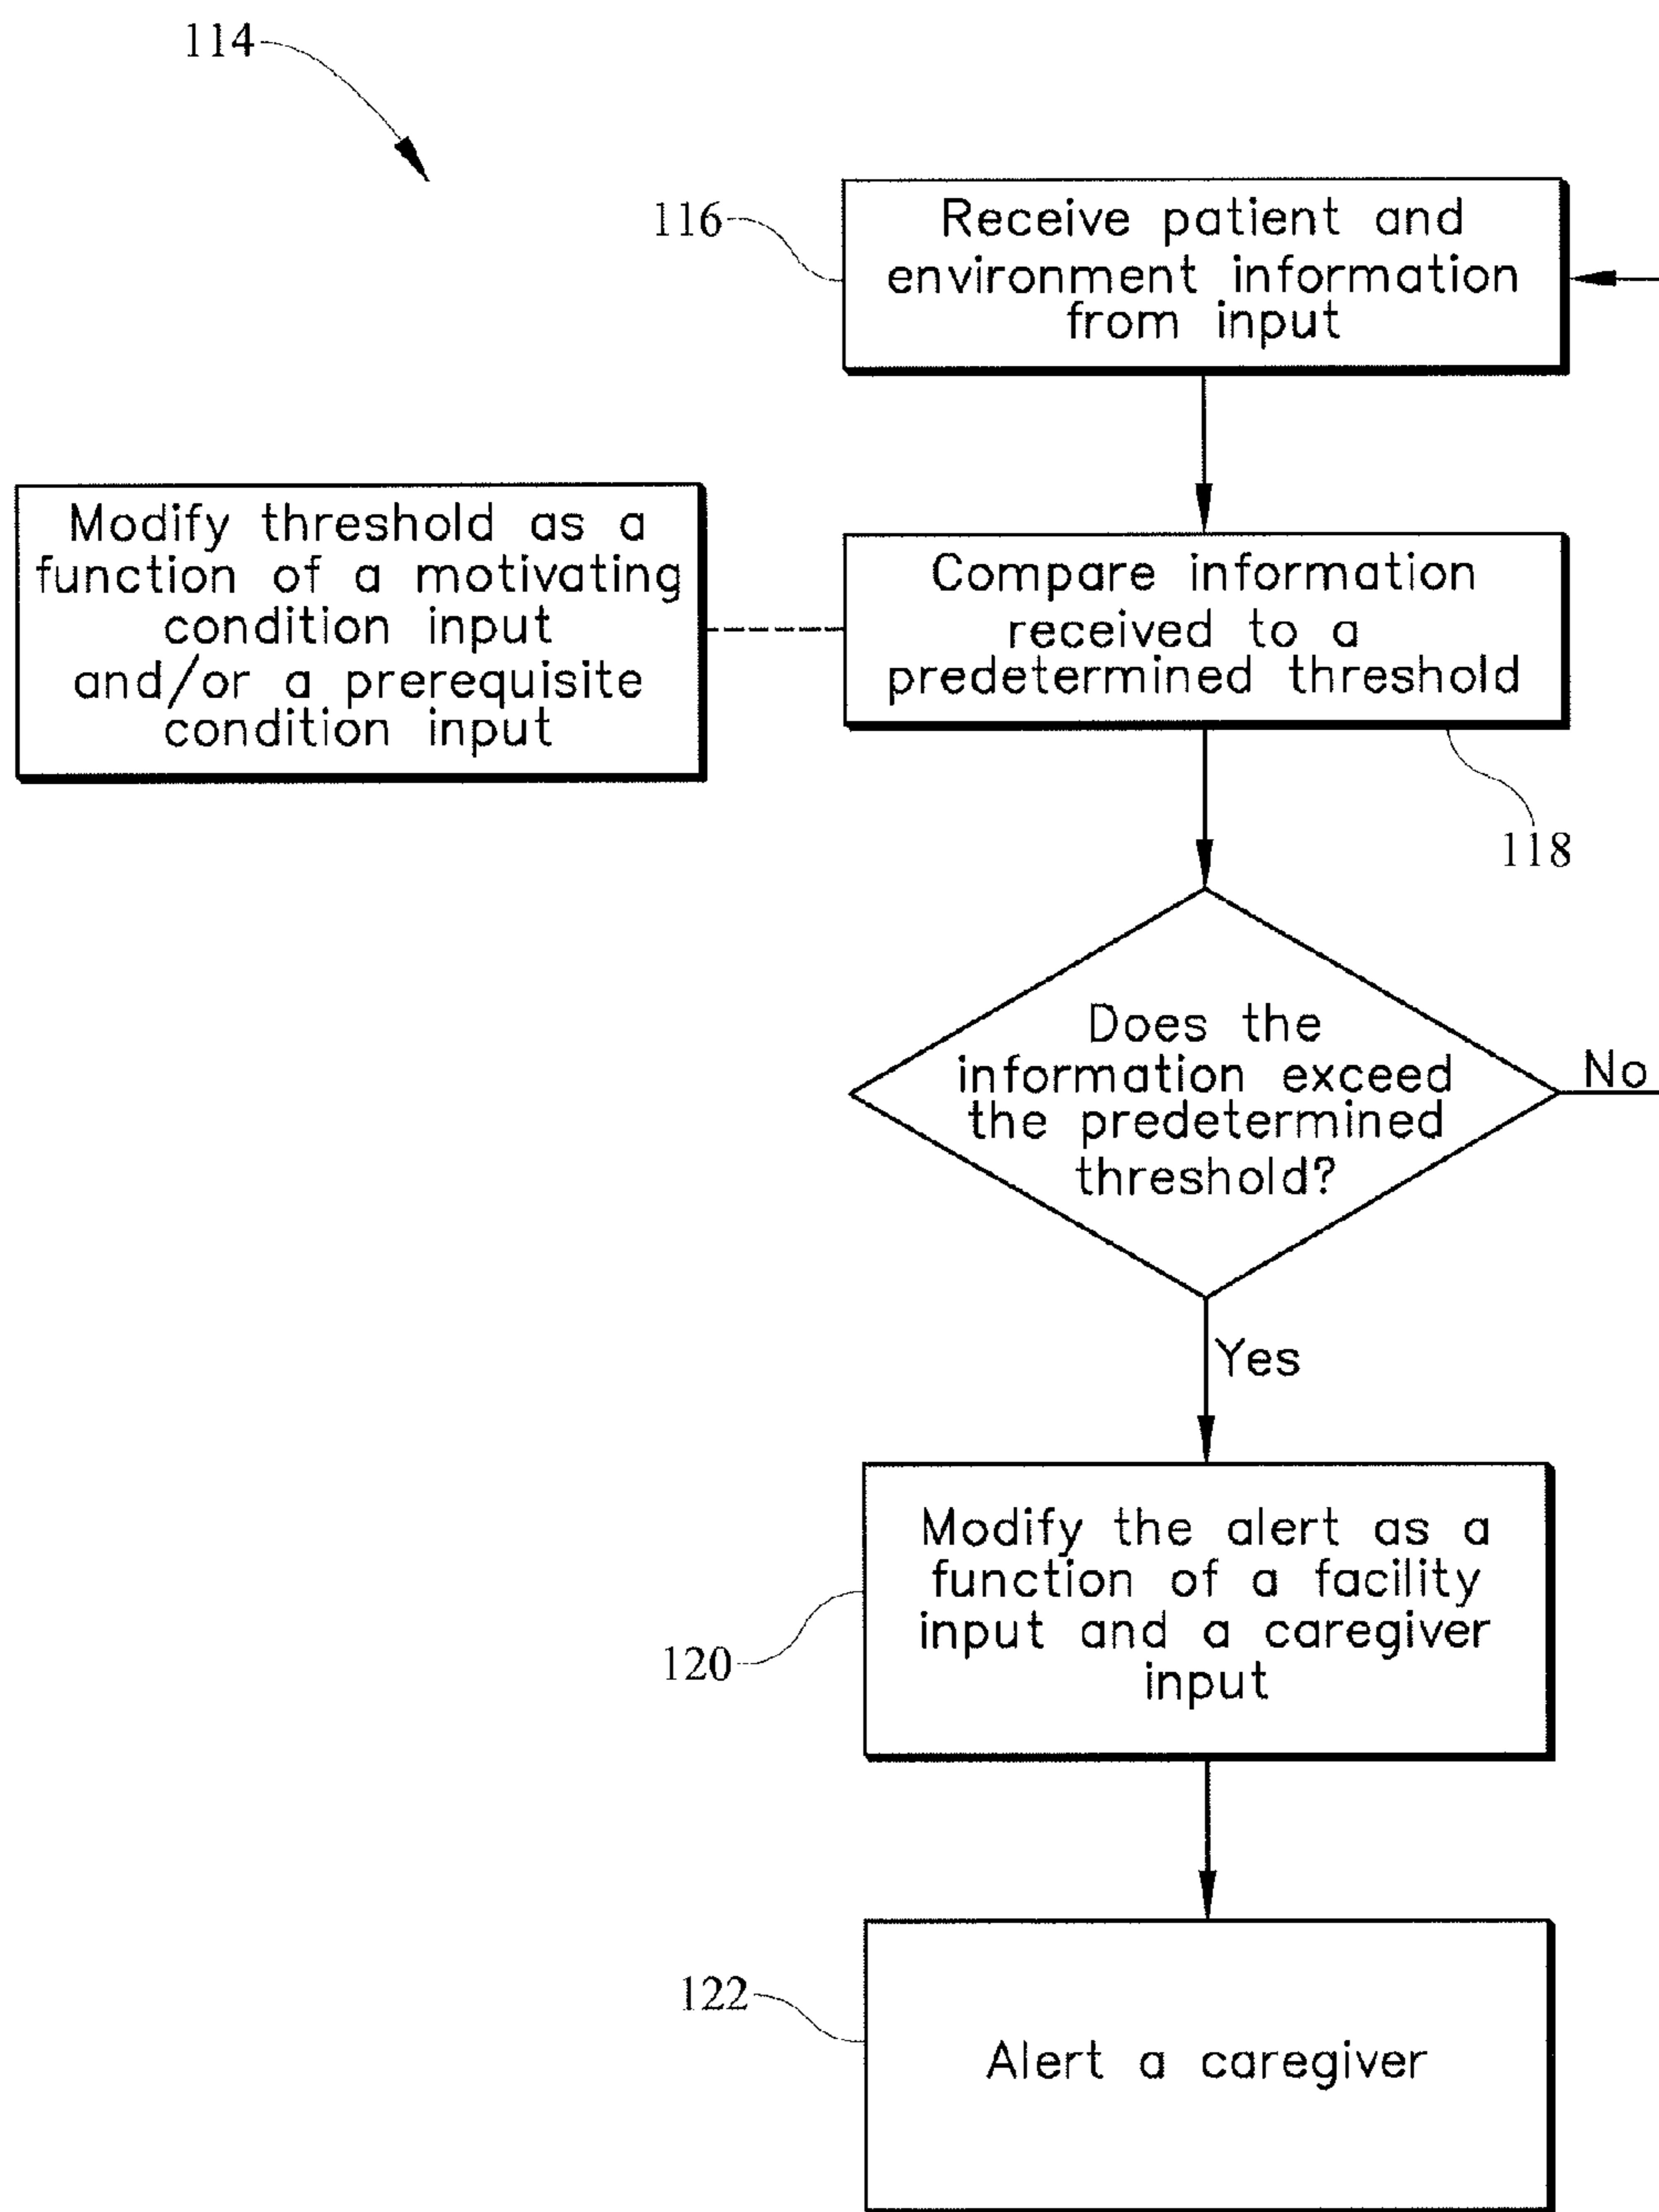 114
116
Receive patient and
environment information
from input
Modify threshold as a
function of a motivating
condition input
and/or a prerequisite
condition input
Compare information
received to a
predetermined threshold
118
Does the
information exceed
the predetermined
threshold?
No
Yes
Modify the alert as a
function of a facility
input and a caregiver
input
120
122
Alert a caregiver